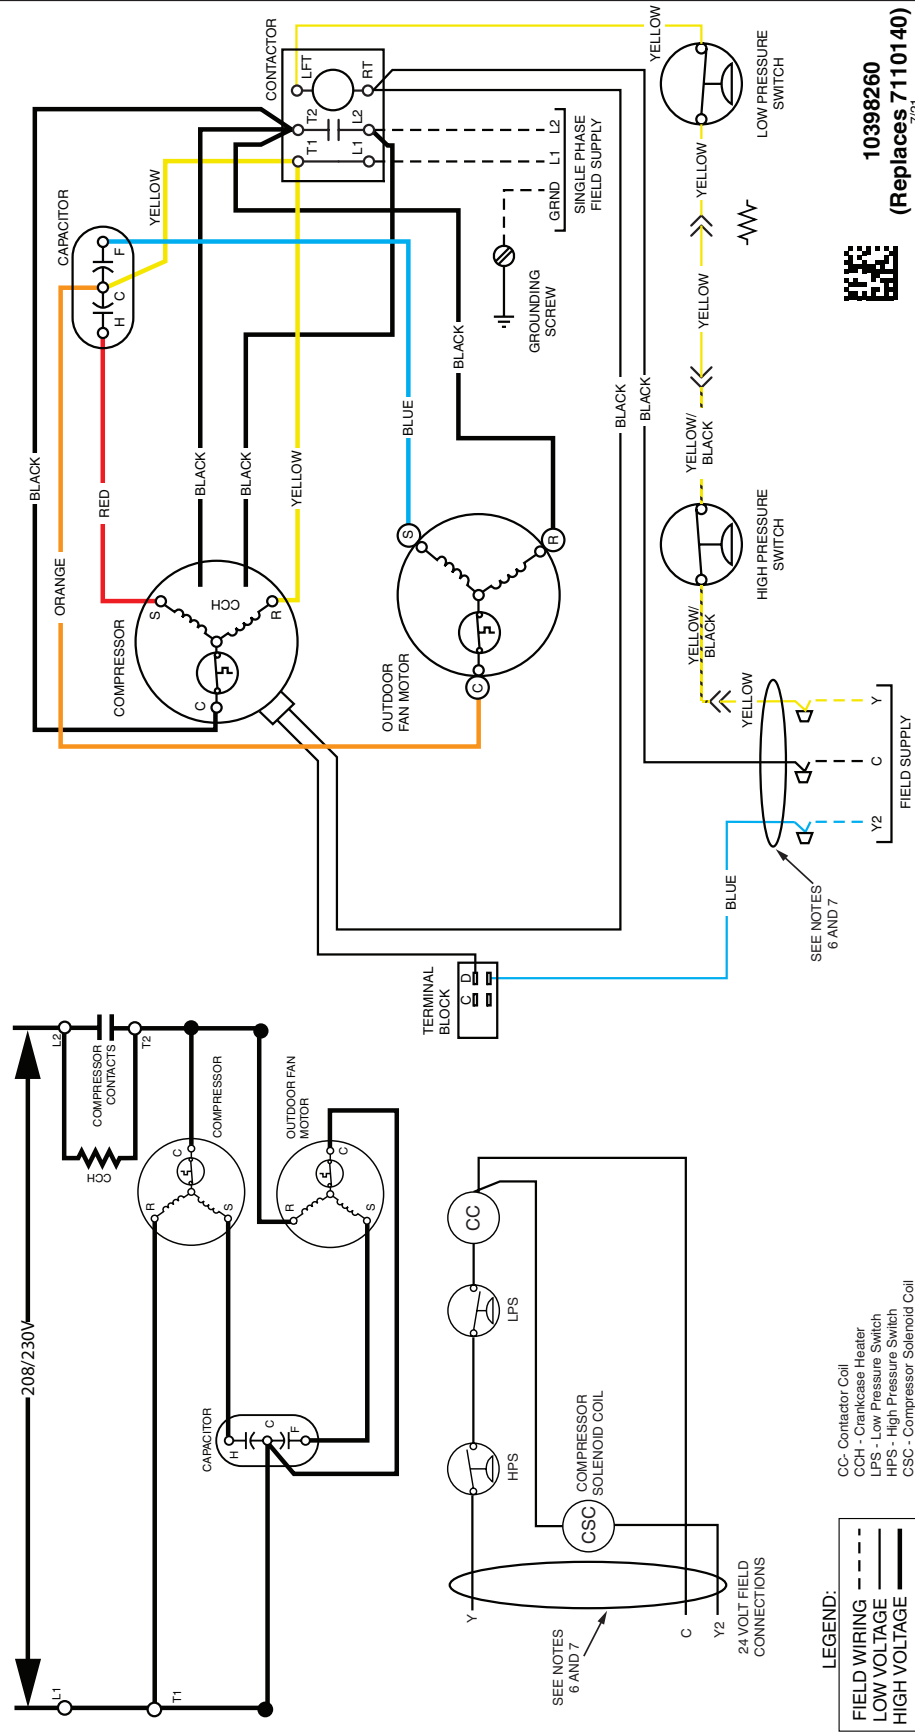 208/230V
L1
T1
L2
T2
COMPRESSOR
CONTACTS
CCH
COMPRESSOR
R
C
S
OUTDOOR FAN
MOTOR
R
C
S
CAPACITOR
H
C
F
Y
HPS
LPS
CC
COMPRESSOR
SOLENOID COIL
CSC
SEE NOTES
6 AND 7
C
Y2
24 VOLT FIELD
CONNECTIONS
LEGEND:
FIELD WIRING
LOW VOLTAGE
HIGH VOLTAGE
CC- Contactor Coil
CCH - Crankcase Heater
LPS - Low Pressure Switch
HPS - High Pressure Switch
CSC - Compressor Solenoid Coil
BLACK
ORANGE
RED
BLACK
BLACK
YELLOW
CAPACITOR
H
C
F
YELLOW
CONTACTOR
LFT
RT
T2
L2
T1
L1
COMPRESSOR
C
S
R
CCH
OUTDOOR
FAN MOTOR
C
S
R
BLUE
BLACK
GROUNDING
SCREW
GRND
L1
L2
SINGLE PHASE
FIELD SUPPLY
BLACK
BLACK
TERMINAL
BLOCK
C
D
BLUE
SEE NOTES
6 AND 7
YELLOW
YELLOW/
BLACK
HIGH PRESSURE
SWITCH
YELLOW/
BLACK
YELLOW
YELLOW
LOW PRESSURE
SWITCH
YELLOW
Y2
C
Y
FIELD SUPPLY
10398260
(Replaces 7110140)
7/21